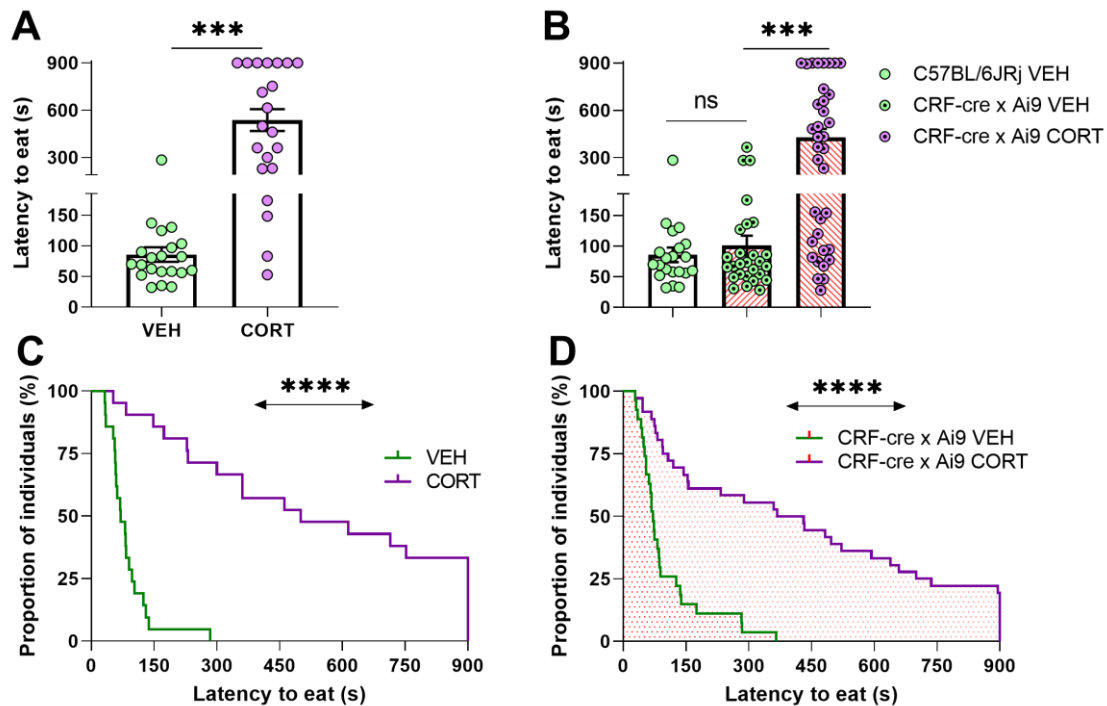 A
***
Latency to eat (s)
900
600
300
150
100
50
0
VEH
CORT
B
***
ns
Latency to eat (s)
900
600
300
150
100
50
0
C57BL/6JRj VEH
CRF-cre x Ai9 VEH
CRF-cre x Ai9 CORT
C
****
Proportion of individuals (%)
100
75
50
25
0
VEH
CORT
0 150 300 450 600 750 900
Latency to eat (s)
D
****
Proportion of individuals (%)
100
75
50
25
0
CRF-cre x Ai9 VEH
CRF-cre x Ai9 CORT
0 150 300 450 600 750 900
Latency to eat (s)